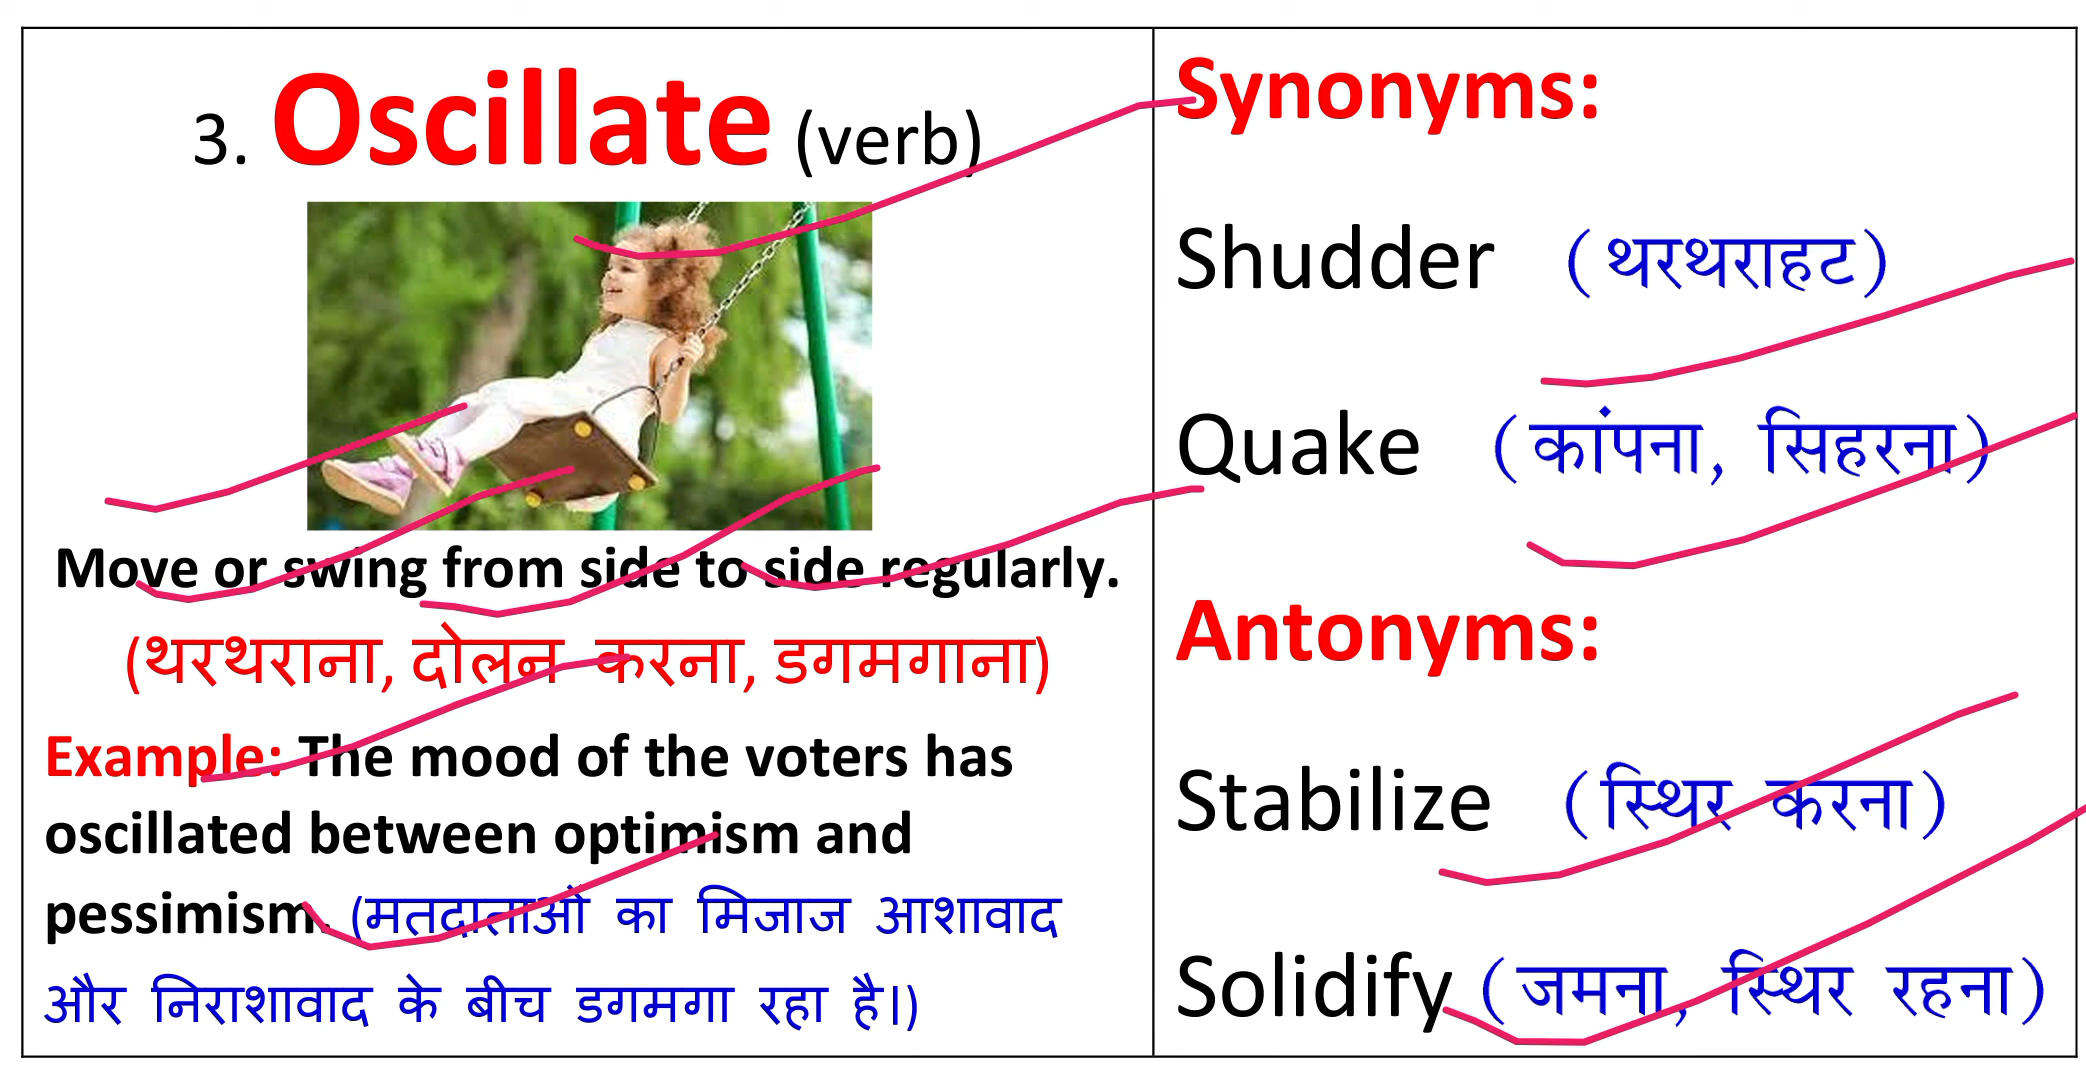 3. Oscillate (verb)
Move or swing from side to side regularly.
(थरथराना, दोलन करना, डगमगाना)
Example: The mood of the voters has
oscillated between optimism and
pessimism. (मतदाताओं का मिजाज आशावाद
और निराशावाद के बीच डगमगा रहा है।)
Synonyms:
Shudder (थरथराहट)
Quake (कांपना, सिहरना)
Antonyms:
Stabilize (स्थिर करना)
Solidify (जमना, स्थिर रहना)